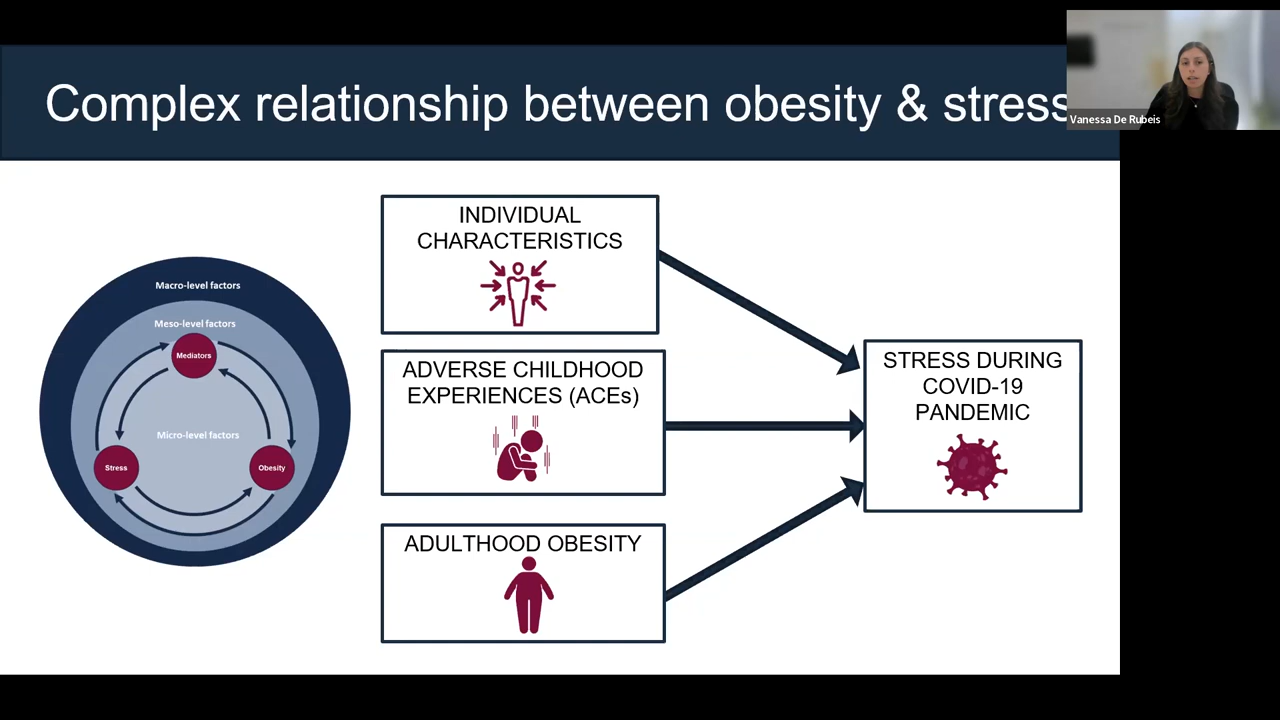 Complex relationship between obesity & stress
Vanessa De Rubeis
Macro-level factors
Meso-level factors
Mediators
Micro-level factors
Stress
Obesity
INDIVIDUAL
CHARACTERISTICS
ADVERSE CHILDHOOD
EXPERIENCES (ACEs)
ADULTHOOD OBESITY
STRESS DURING
COVID-19
PANDEMIC